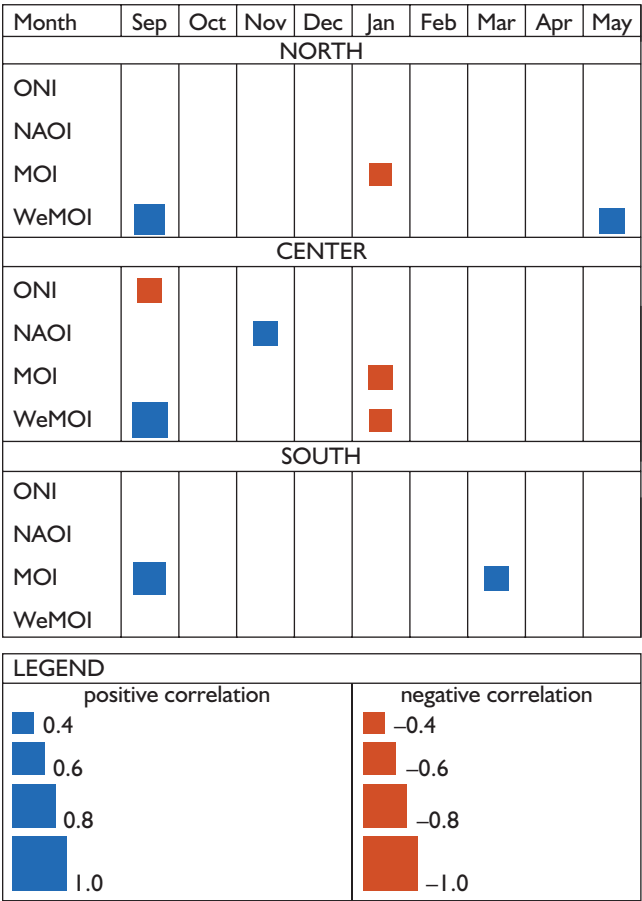 Month Sep Oct Nov Dec Jan Feb Mar Apr May
NORTH
ONI
NAOI
MOI
WeMOI
CENTER
ONI
NAOI
MOI
WeMOI
SOUTH
ONI
NAOI
MOI
WeMOI
LEGEND
positive correlation negative correlation
0.4 –0.4
0.6 –0.6
0.8 –0.8
1.0 –1.0